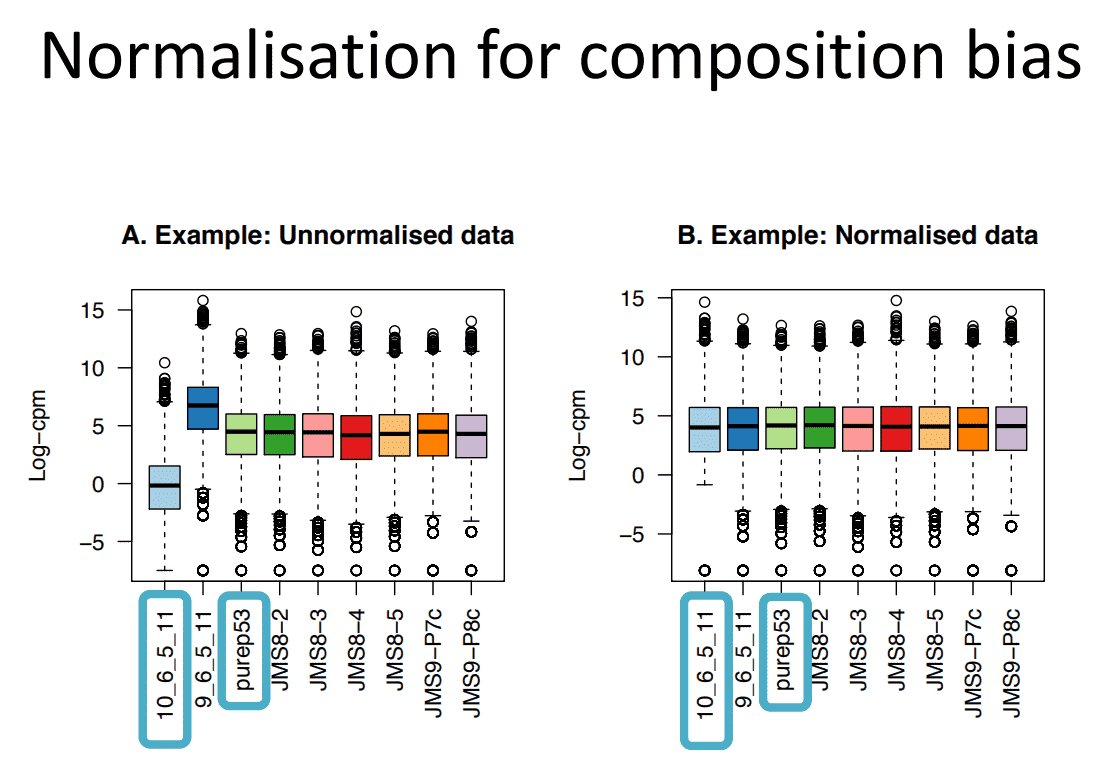 Normalisation for composition bias
A. Example: Unnormalised data
Log−cpm
15
10
5
0
−5
10_6_5_11
9_6_5_11
purep53
JMS8−2
JMS8−3
JMS8−4
JMS8−5
JMS9−P7c
JMS9−P8c
B. Example: Normalised data
Log−cpm
15
10
5
0
−5
10_6_5_11
9_6_5_11
purep53
JMS8−2
JMS8−3
JMS8−4
JMS8−5
JMS9−P7c
JMS9−P8c